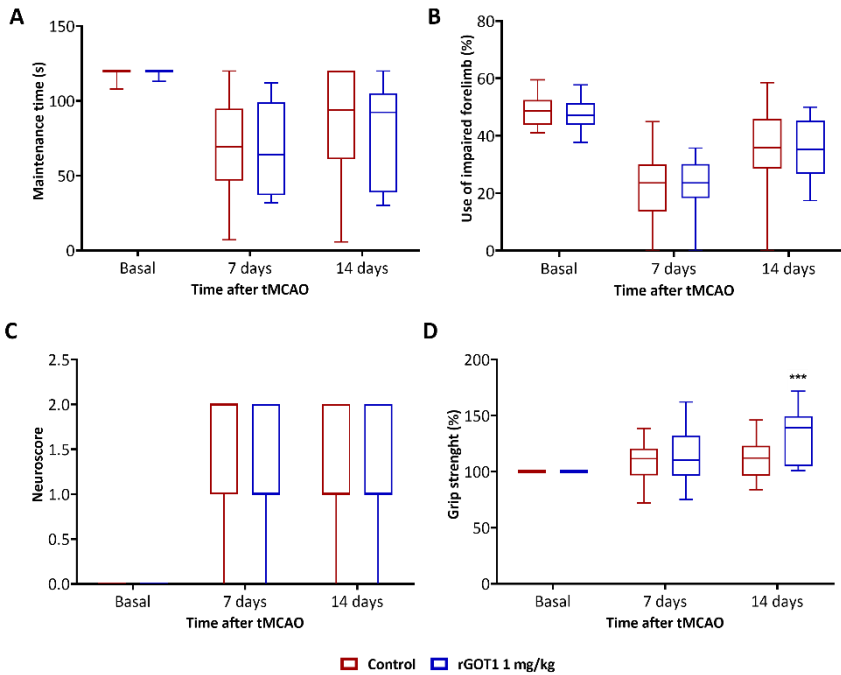 A
Maintenance time (s)
150
100
50
0
Basal
7 days
14 days
Time after tMCAO
B
Use of impaired forelimb (%)
80
60
40
20
0
Basal
7 days
14 days
Time after tMCAO
C
Neuroscore
2.5
2.0
1.5
1.0
0.5
0.0
Basal
7 days
14 days
Time after tMCAO
D
Grip strenght (%)
200
150
100
50
0
***
Basal
7 days
14 days
Time after tMCAO
Control
rGOT1 1 mg/kg